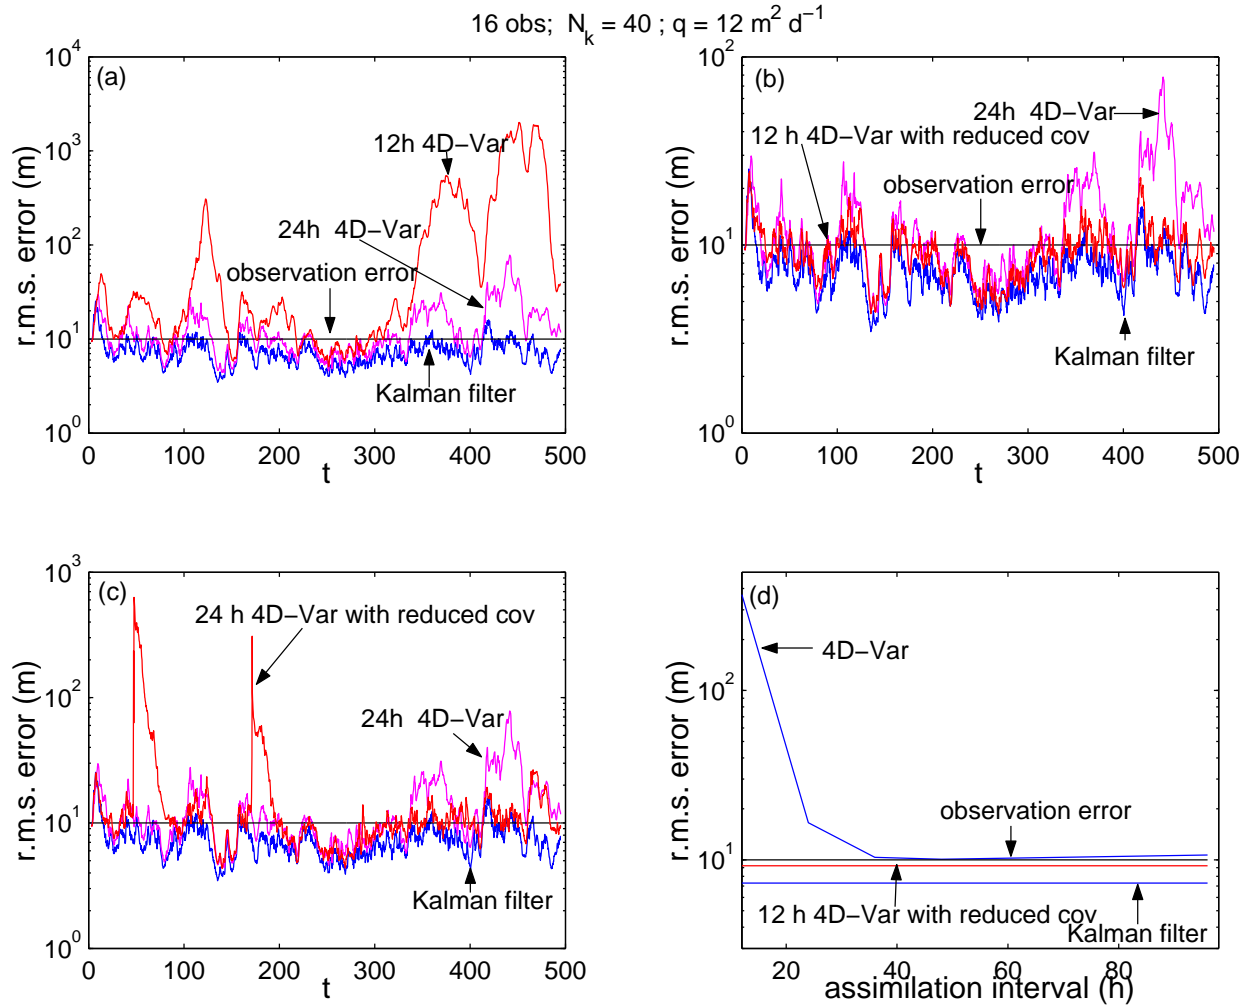 16 obs; N_k = 40 ; q = 12 m² d⁻¹
(a)
10⁴
10³
10²
10¹
10⁰
r.m.s. error (m)
12h 4D−Var
24h 4D−Var
observation error
Kalman filter
0 100 200 300 400 500
t
(b)
10²
10¹
10⁰
r.m.s. error (m)
24h 4D−Var
12 h 4D−Var with reduced cov
observation error
Kalman filter
0 100 200 300 400 500
t
(c)
10³
10²
10¹
10⁰
r.m.s. error (m)
24 h 4D−Var with reduced cov
24h 4D−Var
Kalman filter
0 100 200 300 400 500
t
(d)
10²
10¹
r.m.s. error (m)
4D−Var
observation error
12 h 4D−Var with reduced cov
Kalman filter
20 40 60 80
assimilation interval (h)